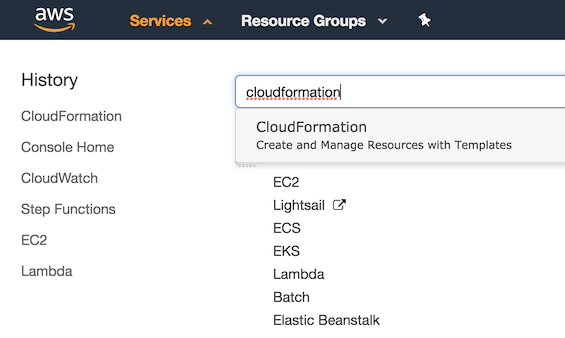 aws
Services
Resource Groups
History
CloudFormation
Console Home
CloudWatch
Step Functions
EC2
Lambda
cloudformation
CloudFormation
Create and Manage Resources with Templates
EC2
Lightsail
ECS
EKS
Lambda
Batch
Elastic Beanstalk